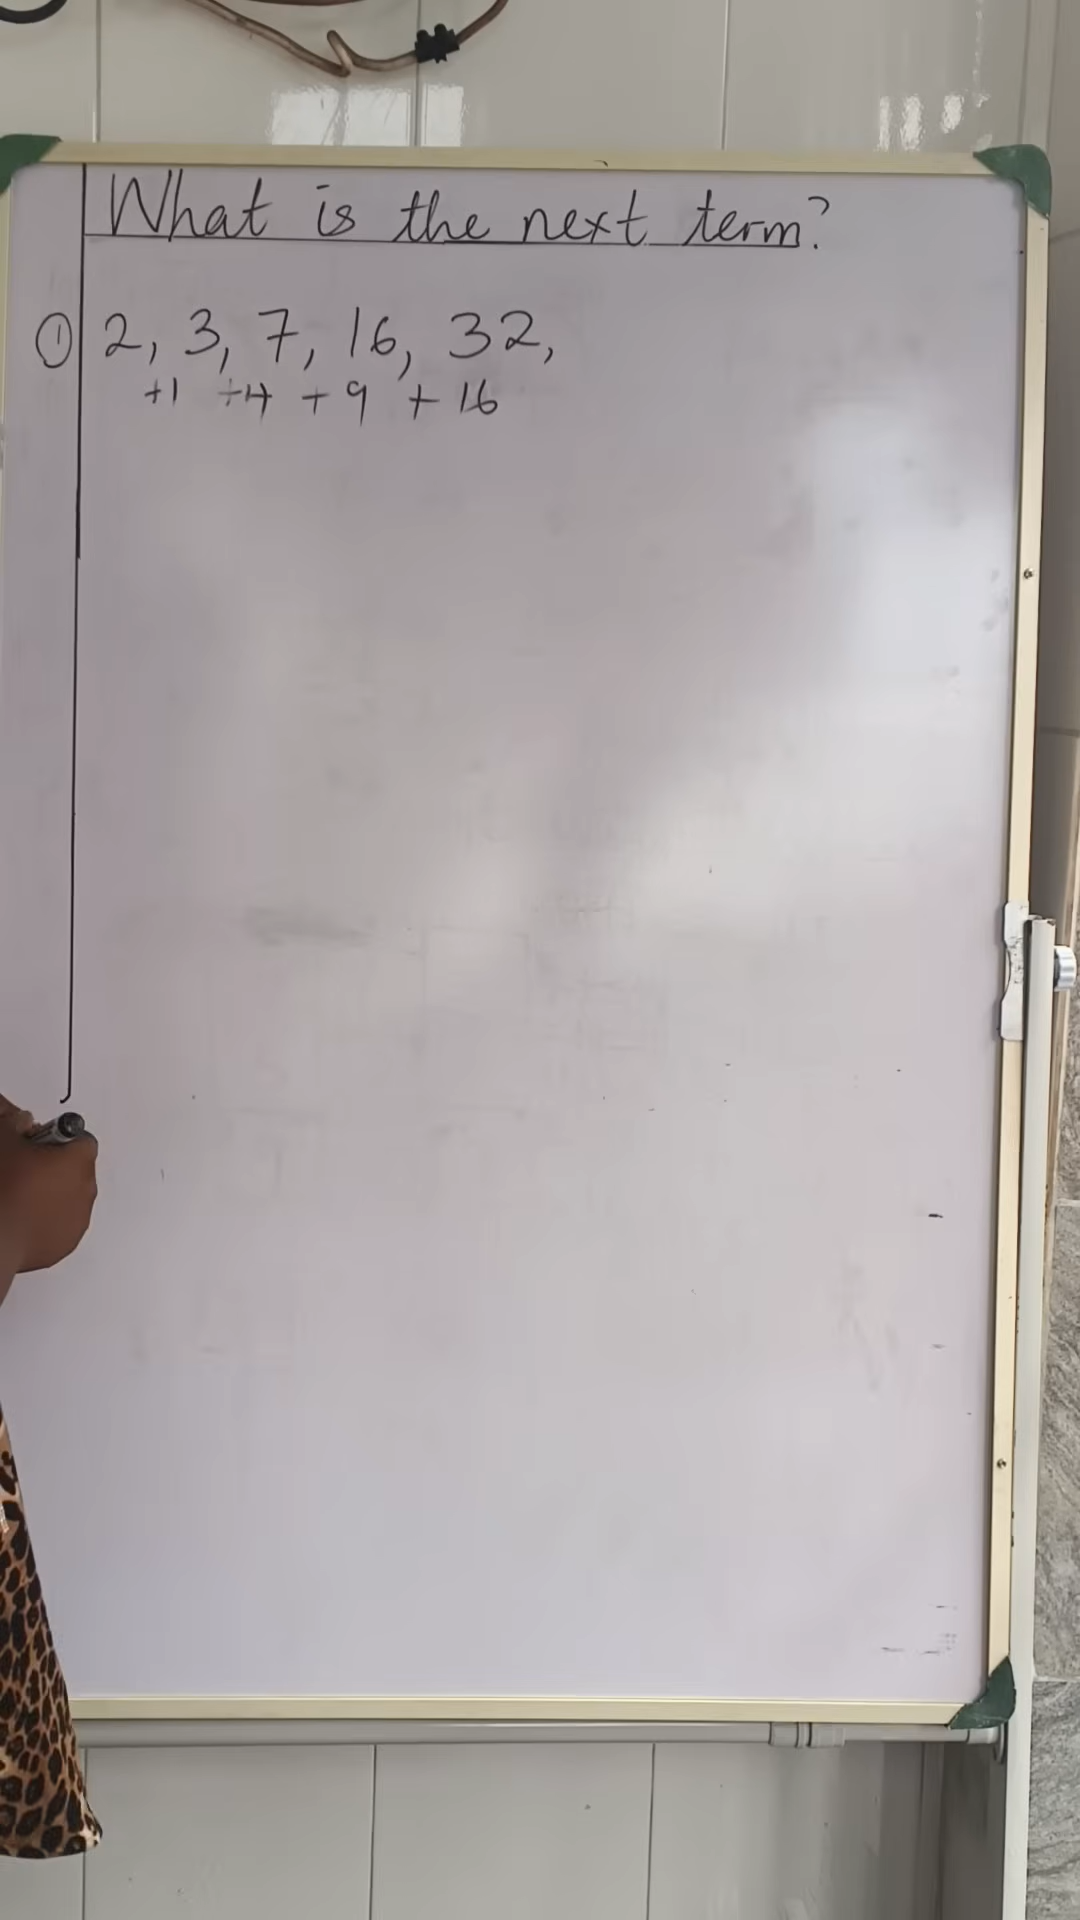 What is the next term?
① 2, 3, 7, 16, 32,
+1 +4 +9 +16